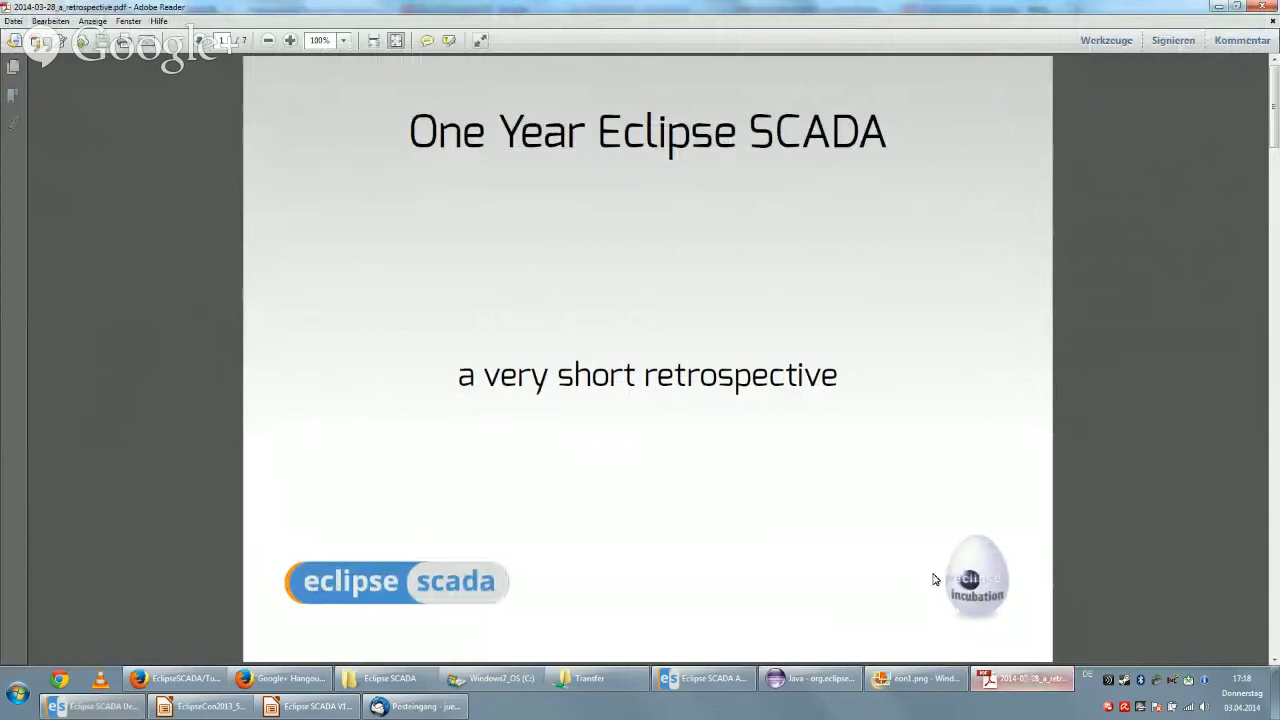 2014-03-28_a_retrospective.pdf - Adobe Reader
Datei Bearbeiten Anzeige Fenster Hilfe
Google+
1 / 7
100%
Werkzeuge Signieren Kommentar
One Year Eclipse SCADA
a very short retrospective
eclipse scada
eclipse
incubation
EclipseSCADA/Tu...
Google+ Hangou...
Eclipse SCADA
Windows7_OS (C:)
Transfer
Eclipse SCADA A...
Java - org.eclipse...
eon1.png - Wind...
2014-03-28_a_retr...
DE
17:18
Donnerstag
03.04.2014
Eclipse SCADA De...
EclipseCon2013_5...
Eclipse SCADA V1...
Posteingang - jue...